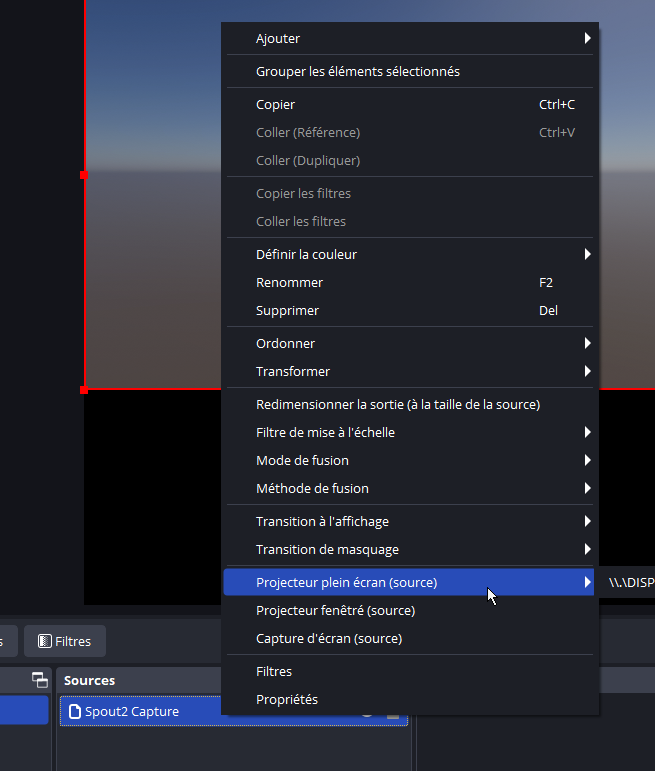 Ajouter
Grouper les éléments sélectionnés
Copier Ctrl+C
Coller (Référence) Ctrl+V
Coller (Dupliquer)
Copier les filtres
Coller les filtres
Définir la couleur
Renommer F2
Supprimer Del
Ordonner
Transformer
Redimensionner la sortie (à la taille de la source)
Filtre de mise à l'échelle
Mode de fusion
Méthode de fusion
Transition à l'affichage
Transition de masquage
Projecteur plein écran (source) \\.\DISP
Projecteur fenêtré (source)
s Filtres
Capture d'écran (source)
Filtres
Sources
Propriétés
Spout2 Capture